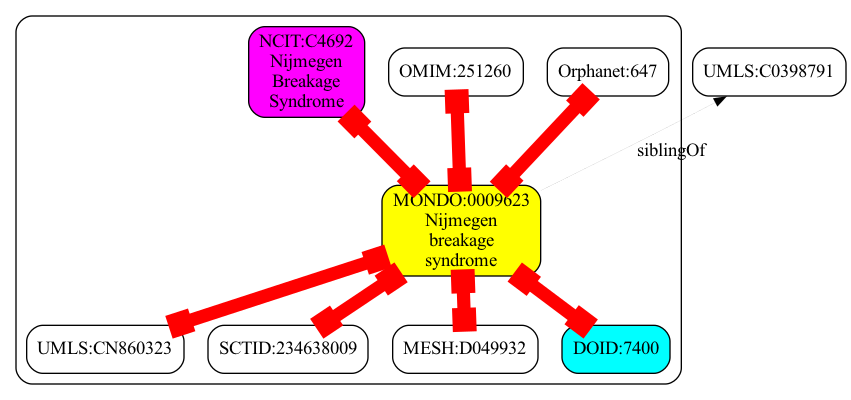 NCIT:C4692
Nijmegen
Breakage
Syndrome
OMIM:251260
Orphanet:647
UMLS:C0398791
siblingOf
MONDO:0009623
Nijmegen
breakage
syndrome
UMLS:CN860323
SCTID:234638009
MESH:D049932
DOID:7400